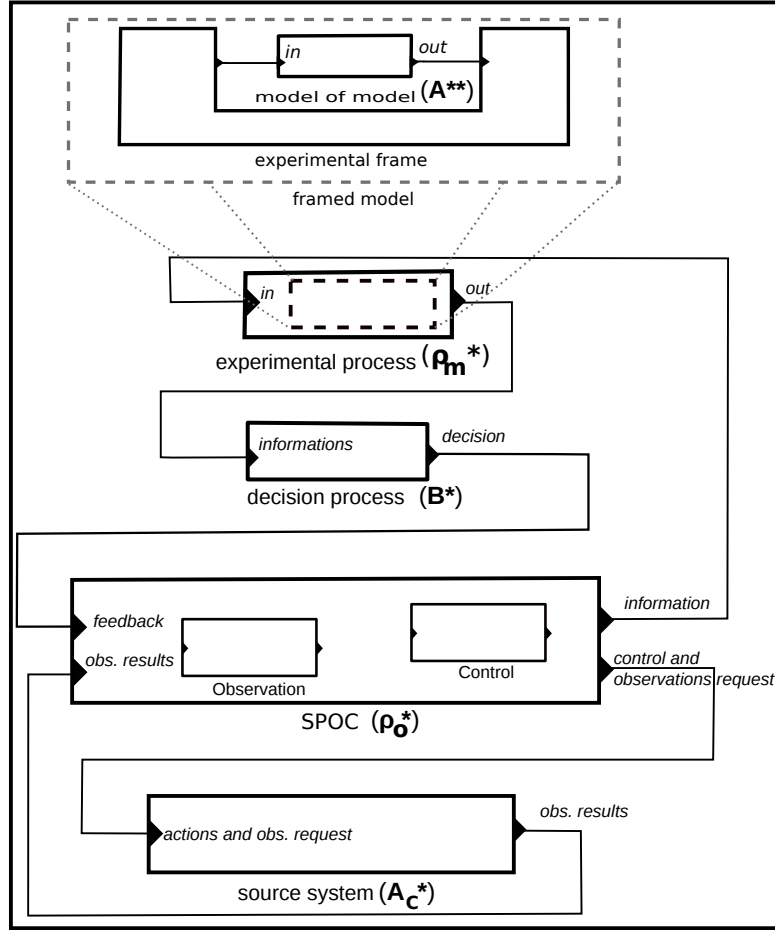 in
out
model of model (A**)
experimental frame
framed model
in
out
experimental process (ρm*)
informations
decision
decision process (B*)
feedback
information
obs. results
control and
observations request
Observation
Control
SPOC (ρo*)
obs. results
actions and obs. request
source system (Ac*)